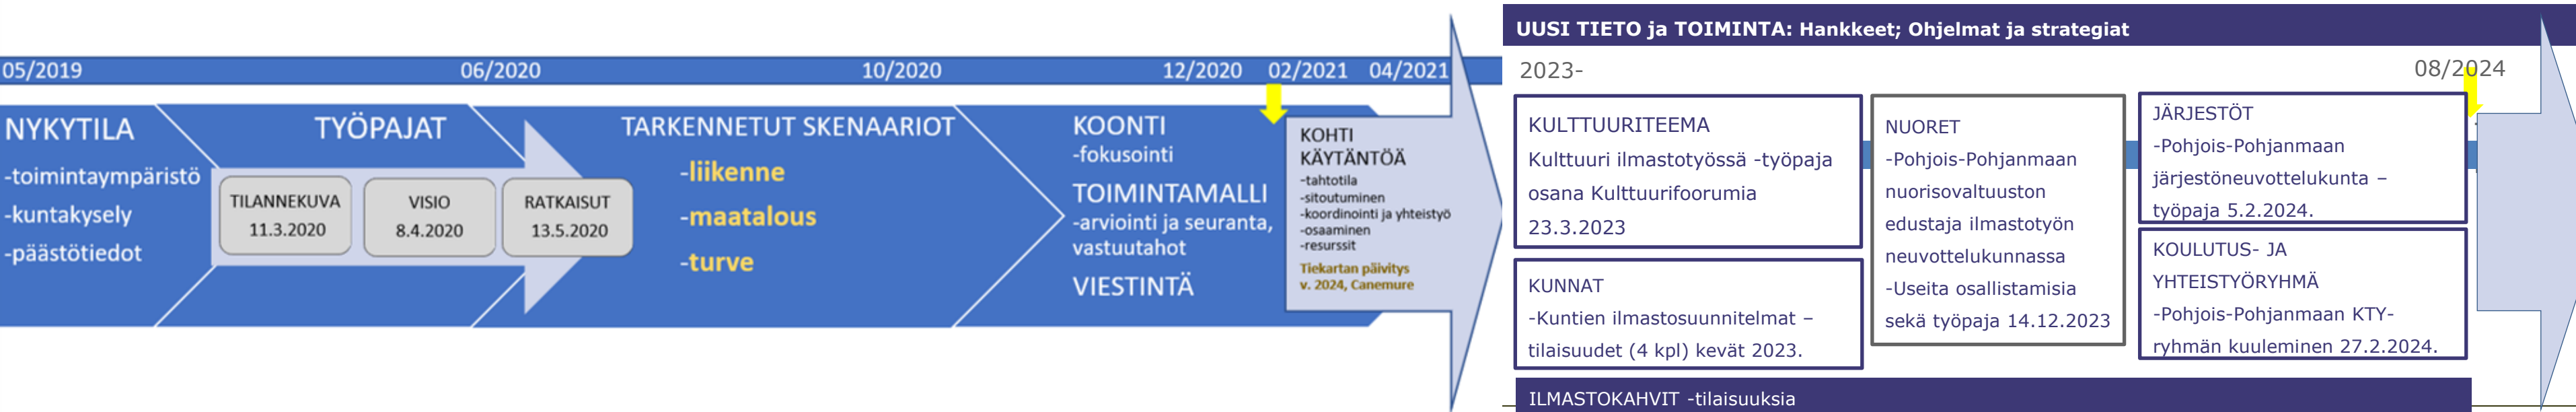 05/2019
06/2020
10/2020
12/2020
02/2021
04/2021
NYKYTILA
-toimintaympäristö
-kuntakysely
-päästötiedot
TYÖPAJAT
TILANNEKUVA
11.3.2020
VISIO
8.4.2020
RATKAISUT
13.5.2020
TARKENNETUT SKENAARIOT
-liikenne
-maatalous
-turve
KOONTI
-fokusointi
TOIMINTAMALLI
-arviointi ja seuranta,
vastuutahot
VIESTINTÄ
KOHTI
KÄYTÄNTÖÄ
-tahtotila
-sitoutuminen
-koordinointi ja yhteistyö
-osaaminen
-resurssit
Tiekartan päivitys
v. 2024, Canemure
UUSI TIETO ja TOIMINTA: Hankkeet; Ohjelmat ja strategiat
2023-
08/2024
KULTTUURITEEMA
Kulttuuri ilmastotyössä -työpaja
osana Kulttuurifoorumia
23.3.2023
KUNNAT
-Kuntien ilmastosuunnitelmat –
tilaisuudet (4 kpl) kevät 2023.
NUORET
-Pohjois-Pohjanmaan
nuorisovaltuuston
edustaja ilmastotyön
neuvottelukunnassa
-Useita osallistamisia
sekä työpaja 14.12.2023
JÄRJESTÖT
-Pohjois-Pohjanmaan
järjestöneuvottelukunta –
työpaja 5.2.2024.
KOULUTUS- JA
YHTEISTYÖRYHMÄ
-Pohjois-Pohjanmaan KTY-
ryhmän kuuleminen 27.2.2024.
ILMASTOKAHVIT -tilaisuuksia